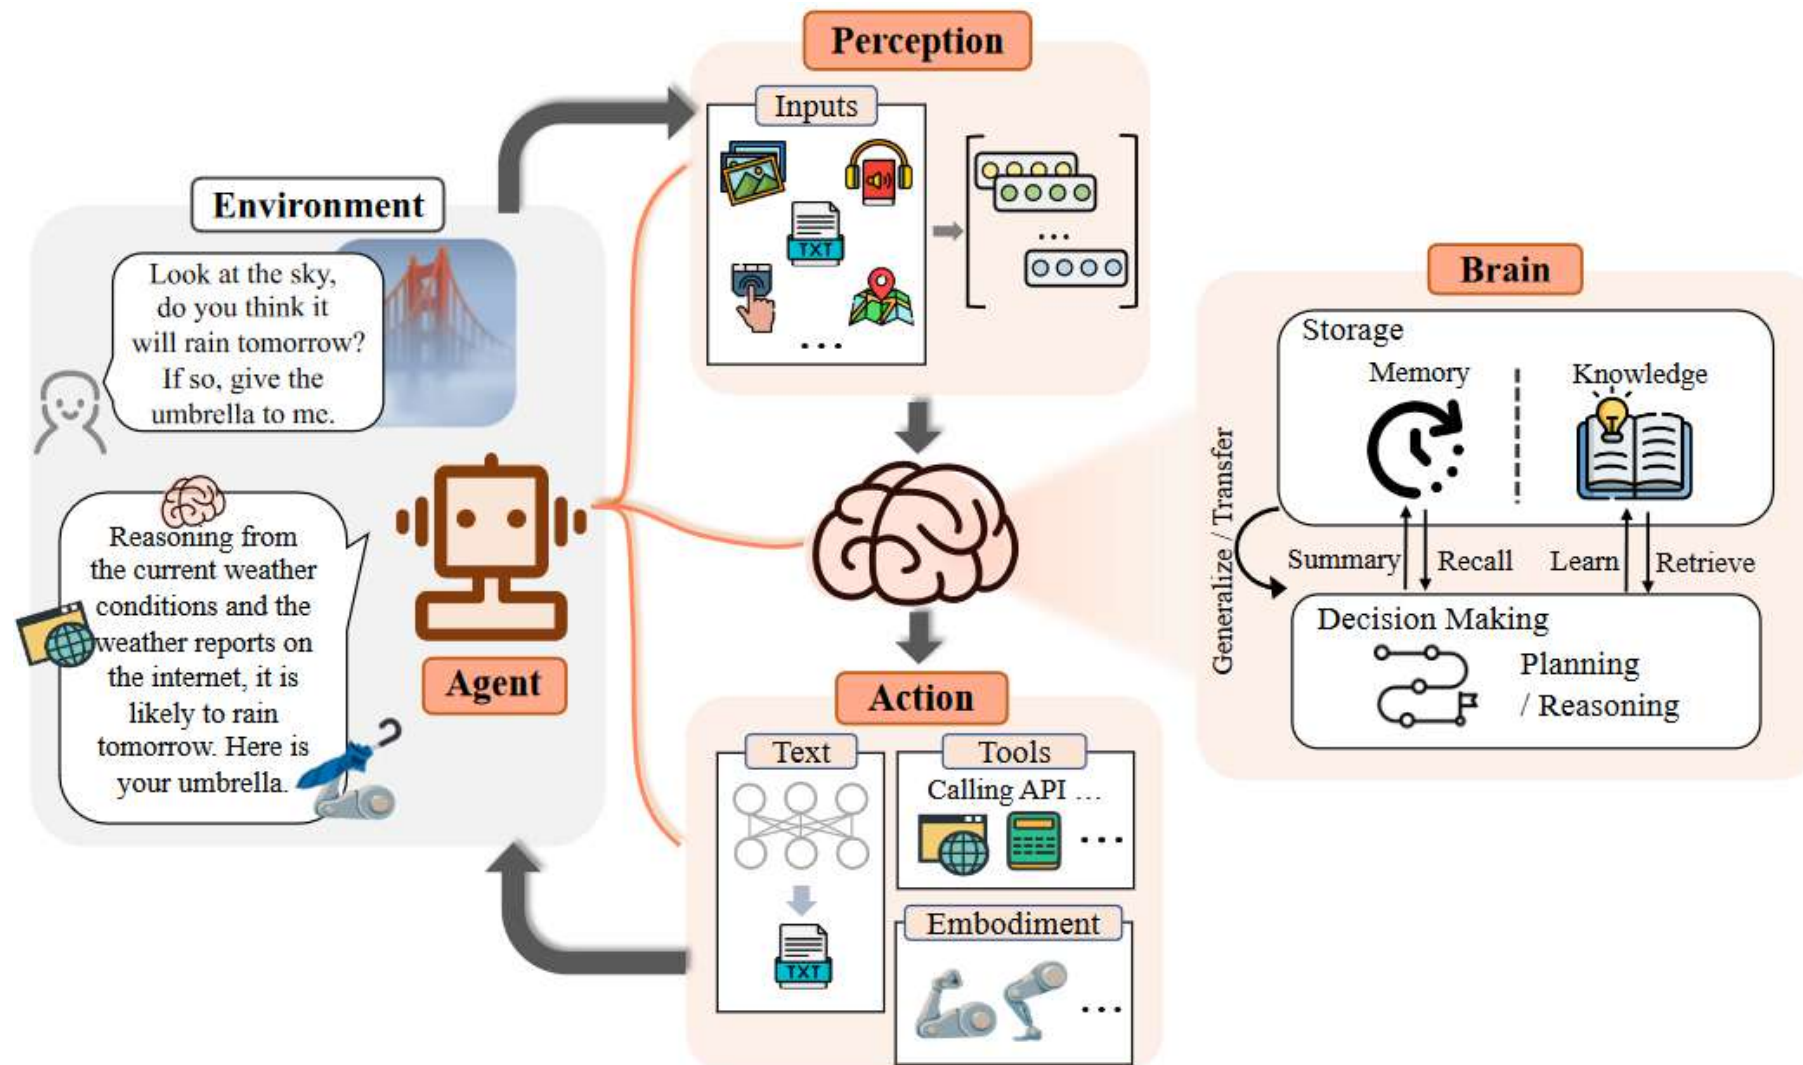 Perception
Inputs
TXT
...
...
Environment
Look at the sky,
do you think it
will rain tomorrow?
If so, give the
umbrella to me.
Reasoning from
the current weather
conditions and the
weather reports on
the internet, it is
likely to rain
tomorrow. Here is
your umbrella.
Agent
Brain
Storage
Memory
Knowledge
Generalize / Transfer
Summary
Recall
Learn
Retrieve
Decision Making
Planning
/ Reasoning
Action
Text
TXT
Tools
Calling API ...
...
Embodiment
...